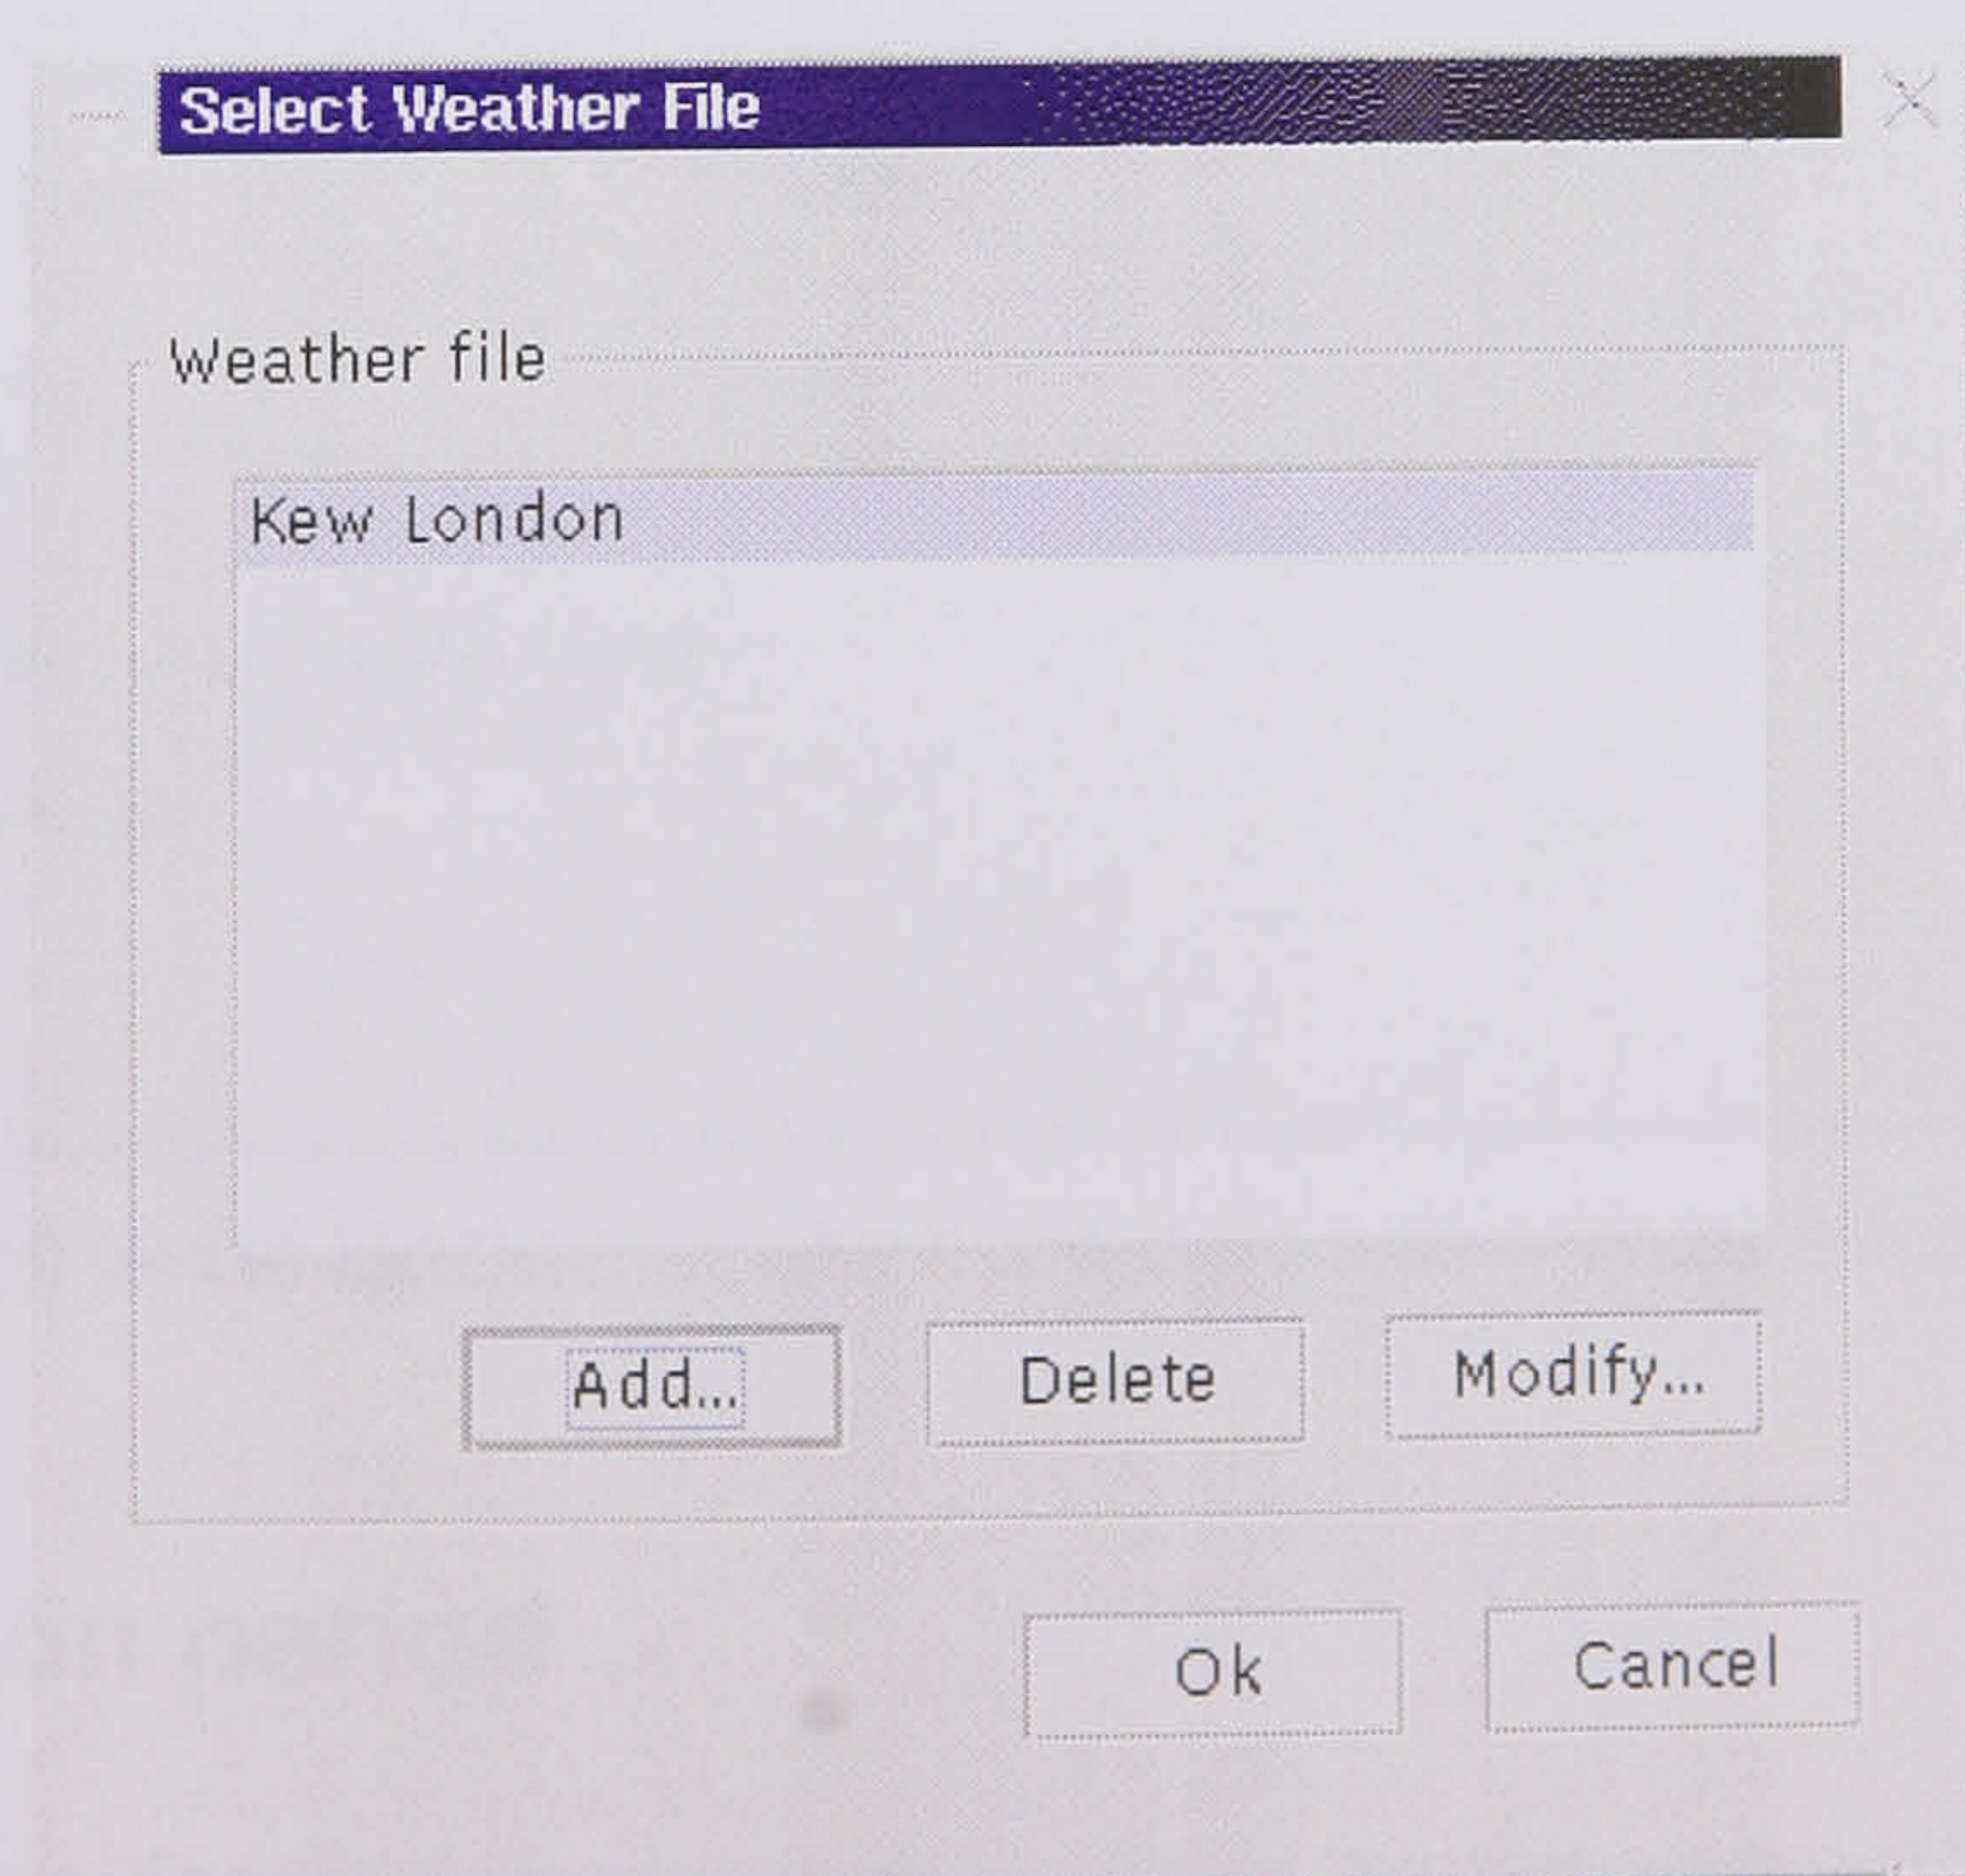 Select Weather File
Weather file
Kew London
Add...
Delete
Modify...
Ok
Cancel